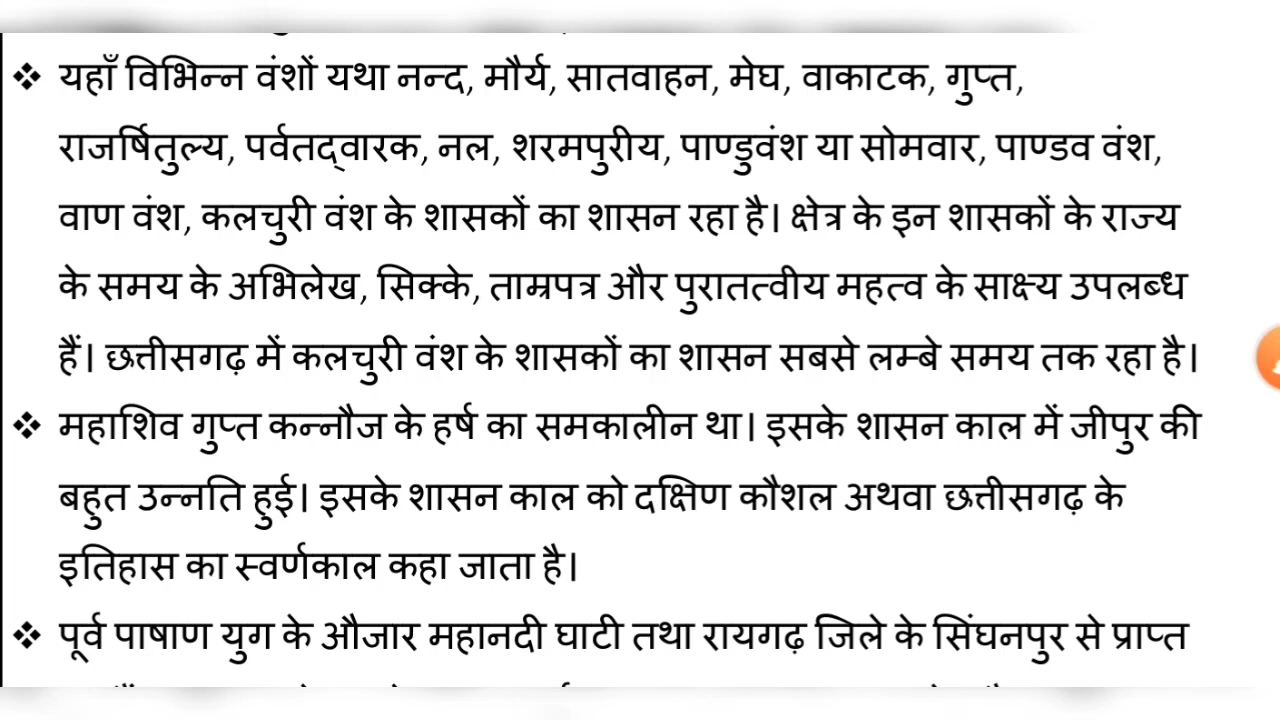 ❖ यहाँ विभिन्न वंशों यथा नन्द, मौर्य, सातवाहन, मेघ, वाकाटक, गुप्त,
राजर्षितुल्य, पर्वतद्वारक, नल, शरमपुरीय, पाण्डुवंश या सोमवार, पाण्डव वंश,
वाण वंश, कलचुरी वंश के शासकों का शासन रहा है। क्षेत्र के इन शासकों के राज्य
के समय के अभिलेख, सिक्के, ताम्रपत्र और पुरातत्वीय महत्व के साक्ष्य उपलब्ध
हैं। छत्तीसगढ़ में कलचुरी वंश के शासकों का शासन सबसे लम्बे समय तक रहा है।
❖ महाशिव गुप्त कन्नौज के हर्ष का समकालीन था। इसके शासन काल में जीपुर की
बहुत उन्नति हुई। इसके शासन काल को दक्षिण कौशल अथवा छत्तीसगढ़ के
इतिहास का स्वर्णकाल कहा जाता है।
❖ पूर्व पाषाण युग के औजार महानदी घाटी तथा रायगढ़ जिले के सिंघनपुर से प्राप्त